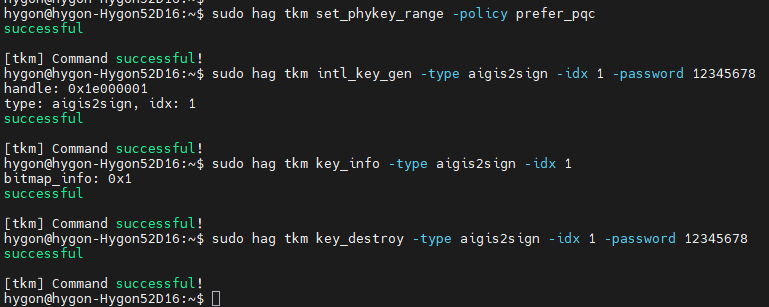 hygon@hygon-Hygon52D16:~$ sudo hag tkm set_phykey_range -policy prefer_pqc
successful

[tkm] Command successful!
hygon@hygon-Hygon52D16:~$ sudo hag tkm intl_key_gen -type aigis2sign -idx 1 -password 12345678
handle: 0x1e000001
type: aigis2sign, idx: 1
successful

[tkm] Command successful!
hygon@hygon-Hygon52D16:~$ sudo hag tkm key_info -type aigis2sign -idx 1
bitmap_info: 0x1
successful

[tkm] Command successful!
hygon@hygon-Hygon52D16:~$ sudo hag tkm key_destroy -type aigis2sign -idx 1 -password 12345678
successful

[tkm] Command successful!
hygon@hygon-Hygon52D16:~$